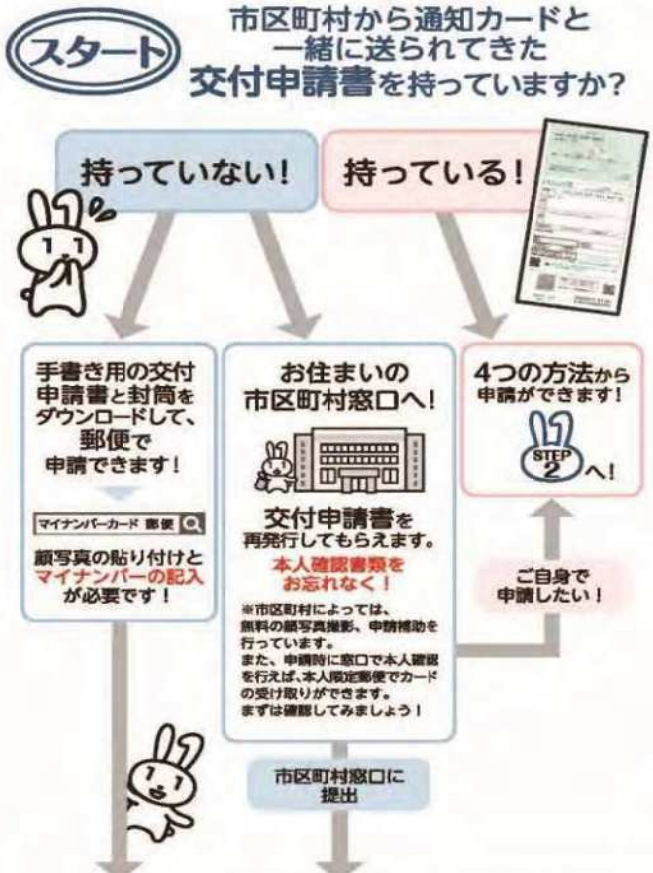 スタート
市区町村から通知カードと
一緒に送られてきた
交付申請書を持っていますか?
持っていない!
持っている!
手書き用の交付
申請書と封筒を
ダウンロードして、
郵便で
申請できます!
マイナンバーカード 郵便
顔写真の貼り付けと
マイナンバーの記入
が必要です!
お住まいの
市区町村窓口へ!
交付申請書を
再発行してもらえます。
本人確認書類を
お忘れなく!
※市区町村によっては、
無料の顔写真撮影、申請補助を
行っています。
また、申請時に窓口で本人確認
を行えば、本人限定郵便でカード
の受け取りができます。
まずは確認してみましょう!
市区町村窓口に
提出
4つの方法から
申請ができます!
STEP
2
へ!
ご自身で
申請したい!